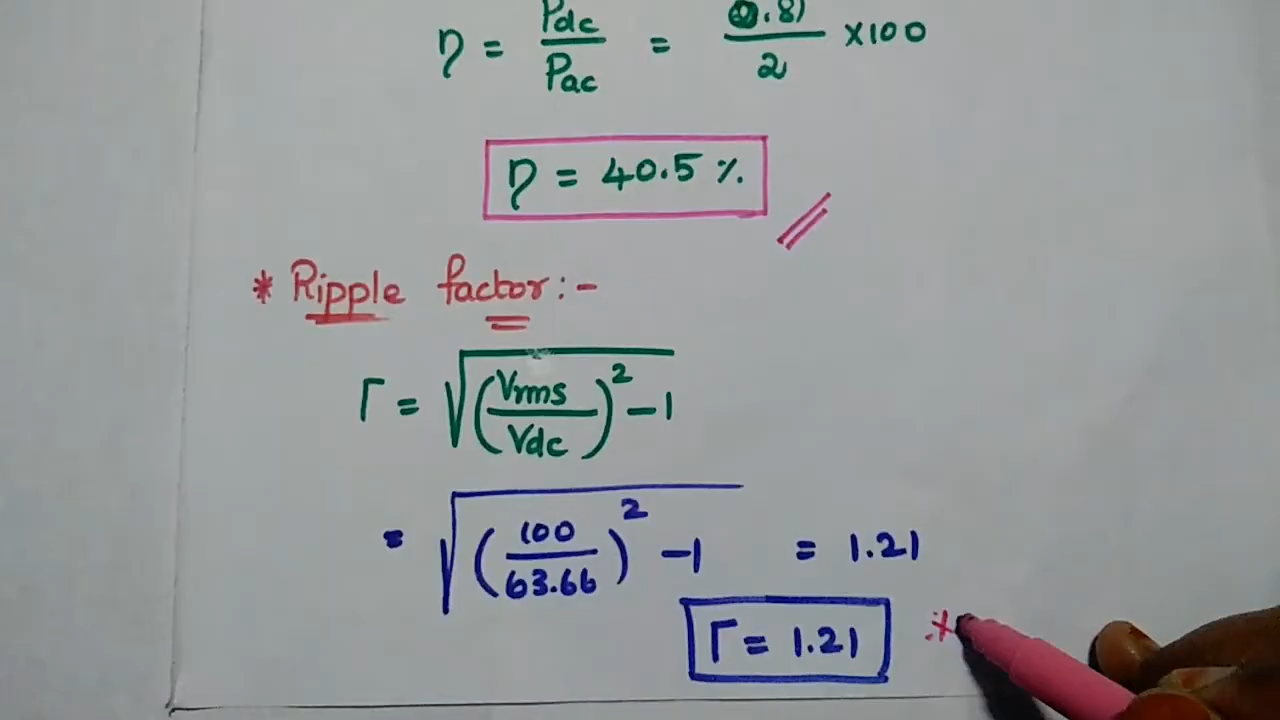 η = Pdc/Pac = 0.81/2 ×100
η = 40.5 %.
* Ripple factor:-
Γ = √(Vrms/Vdc)² - 1
= √(100/63.66)² - 1 = 1.21
Γ = 1.21